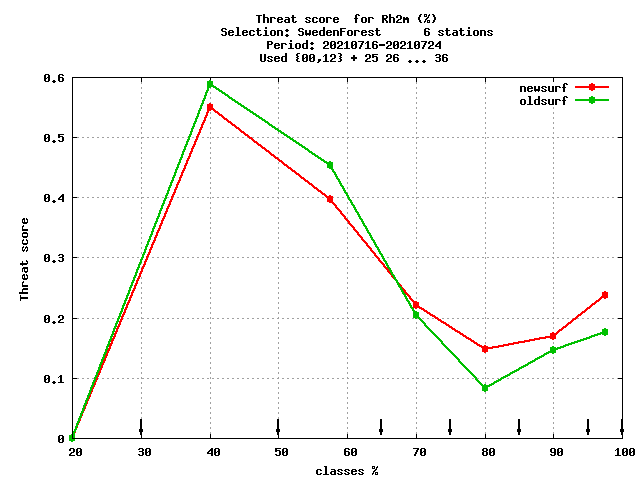 Threat score  for Rh2m (%)
Selection: SwedenForest      6 stations
Period: 20210716-20210724
Used {00,12} + 25 26 ... 36
newsurf
oldsurf
0.6
0.5
0.4
0.3
0.2
0.1
0
Threat score
20 30 40 50 60 70 80 90 100
classes %